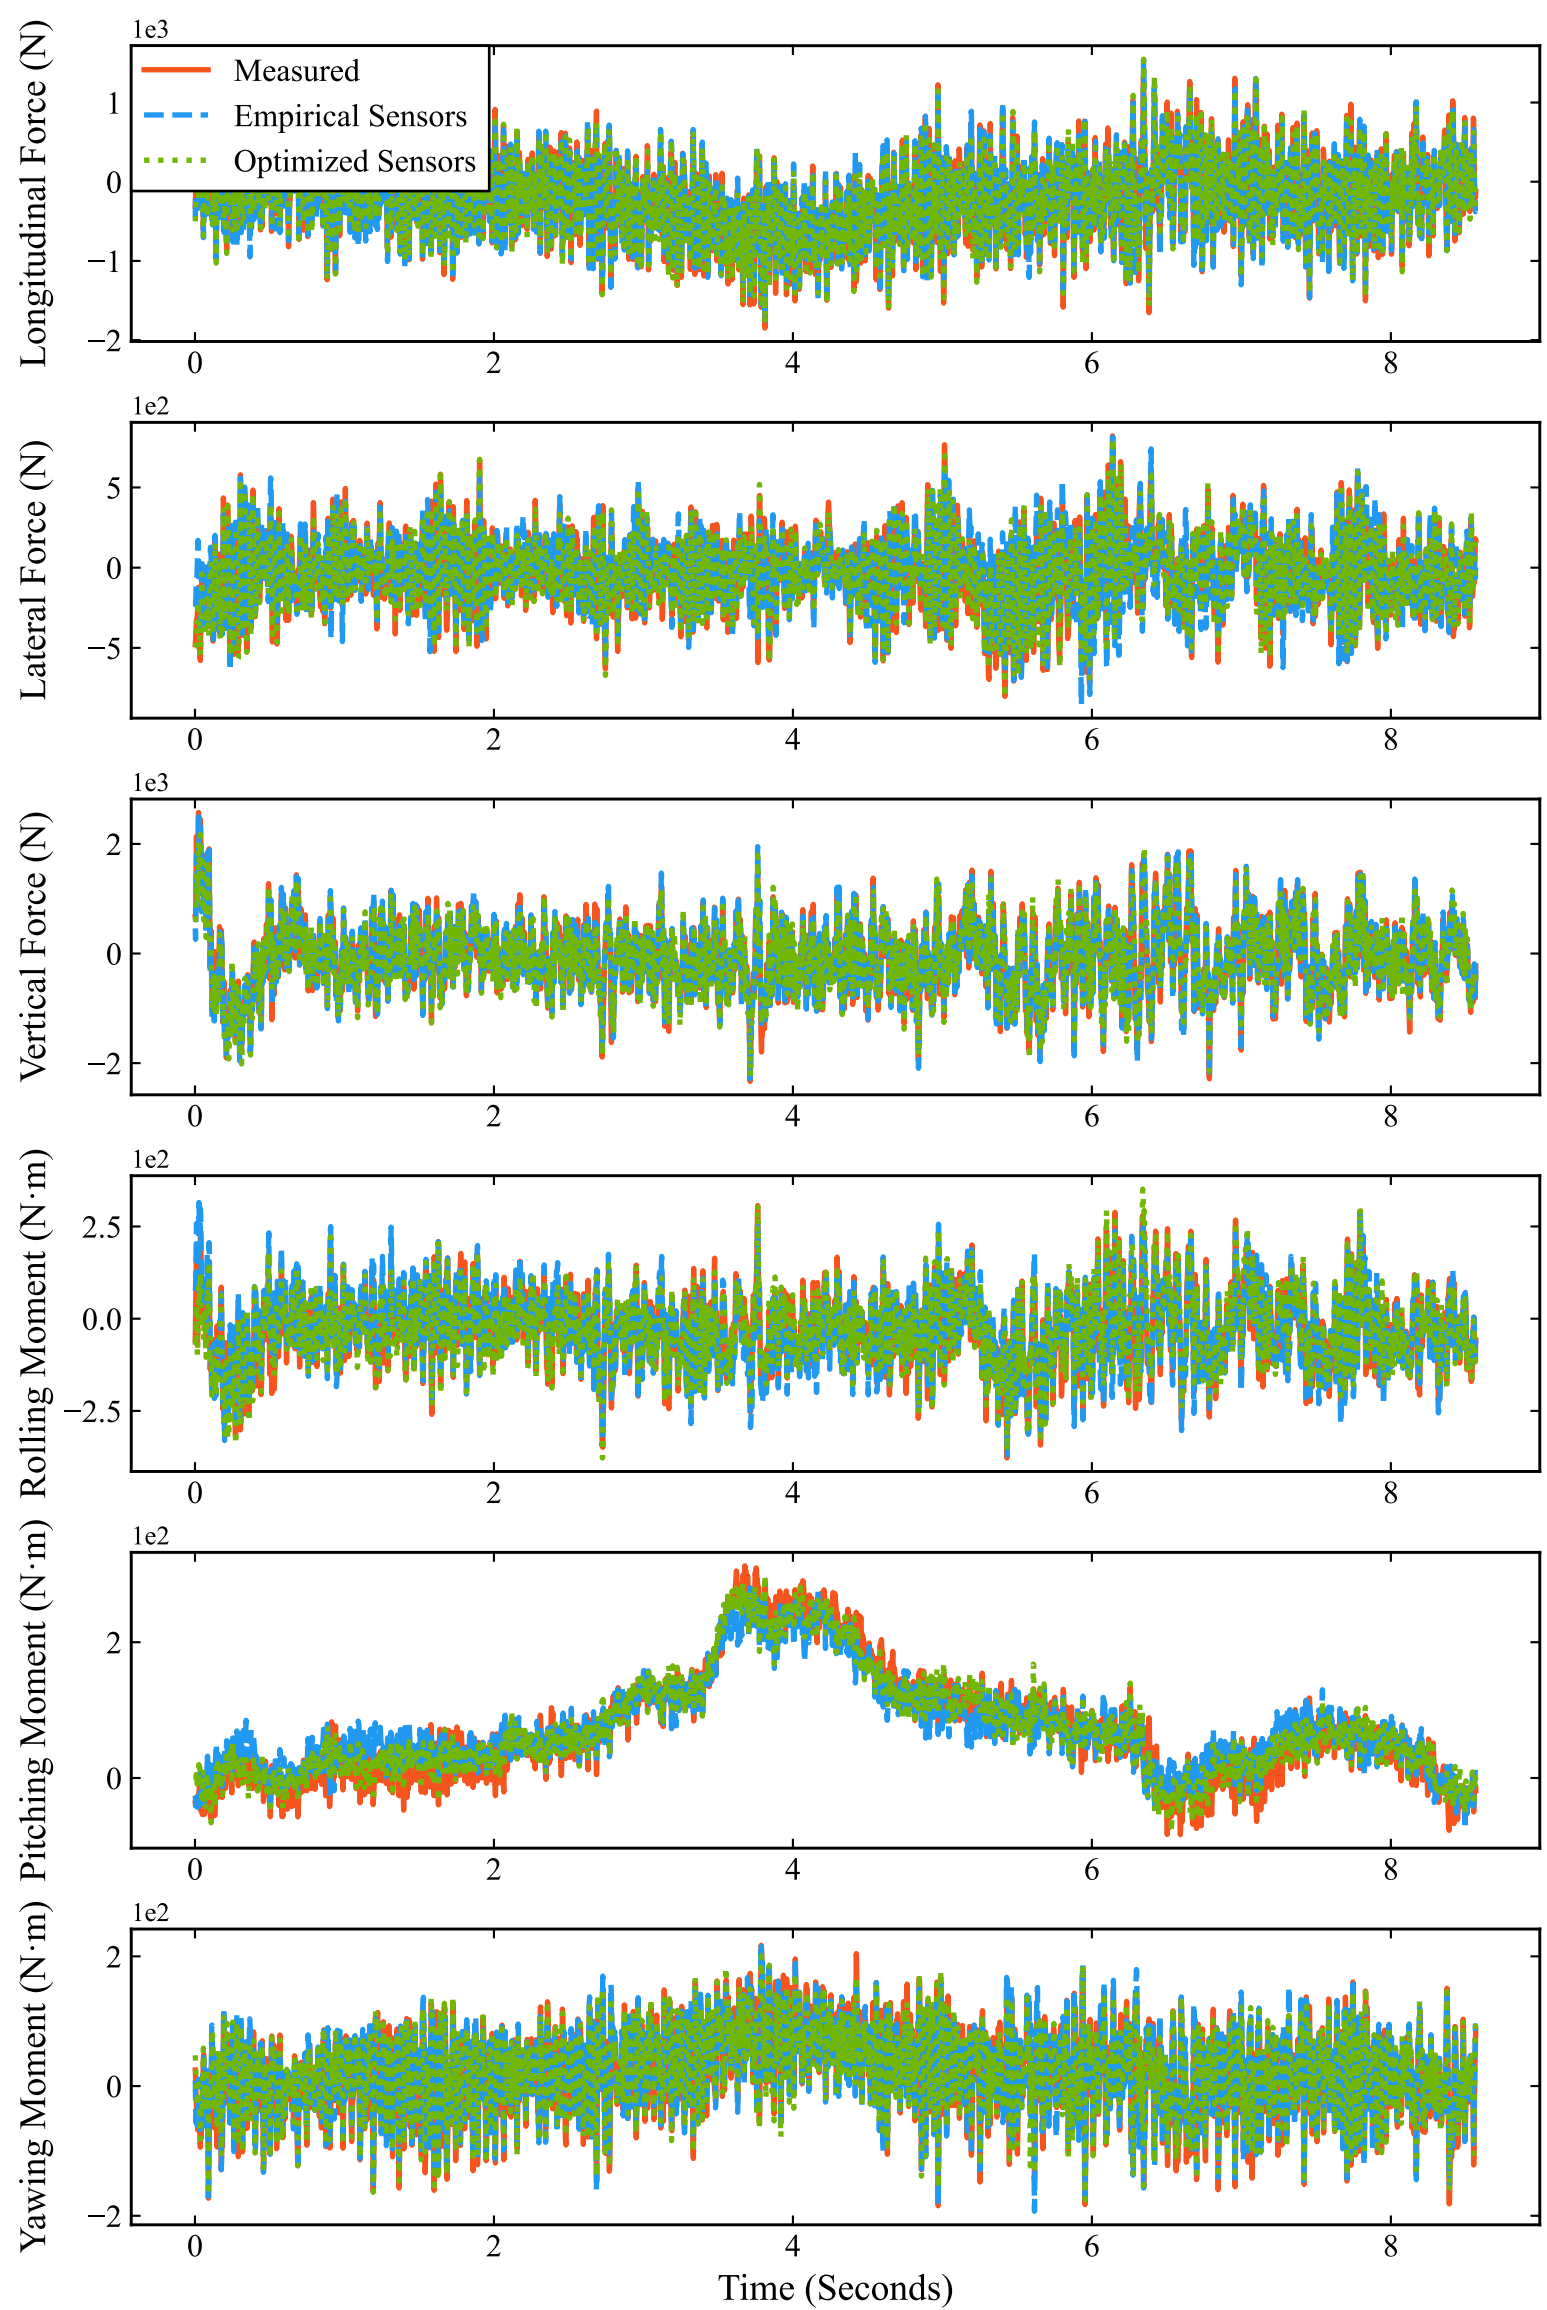 1e3
Longitudinal Force (N)
Measured
Empirical Sensors
Optimized Sensors
1
0
−1
−2
0 2 4 6 8
1e2
Lateral Force (N)
5
0
−5
0 2 4 6 8
1e3
Vertical Force (N)
2
0
−2
0 2 4 6 8
1e2
Rolling Moment (N·m)
2.5
0.0
−2.5
0 2 4 6 8
1e2
Pitching Moment (N·m)
2
0
0 2 4 6 8
1e2
Yawing Moment (N·m)
2
0
−2
0 2 4 6 8
Time (Seconds)